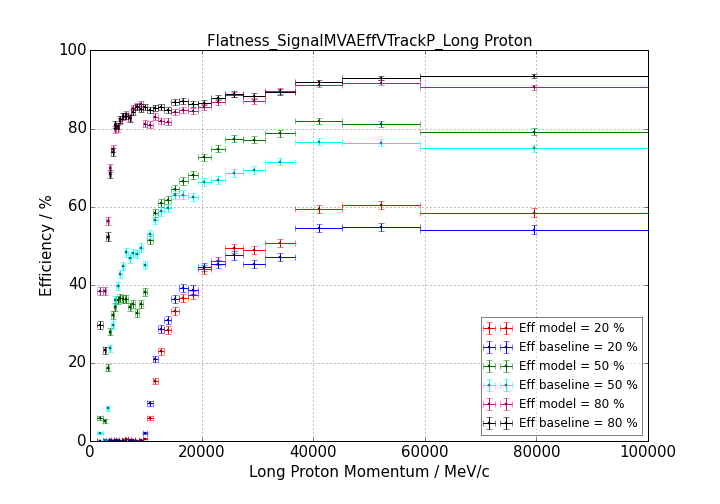 Flatness_SignalMVAEffVTrackP_Long Proton
100
80
60
40
20
0
Efficiency / %
0 20000 40000 60000 80000 100000
Long Proton Momentum / MeV/c
Eff model = 20 %
Eff baseline = 20 %
Eff model = 50 %
Eff baseline = 50 %
Eff model = 80 %
Eff baseline = 80 %